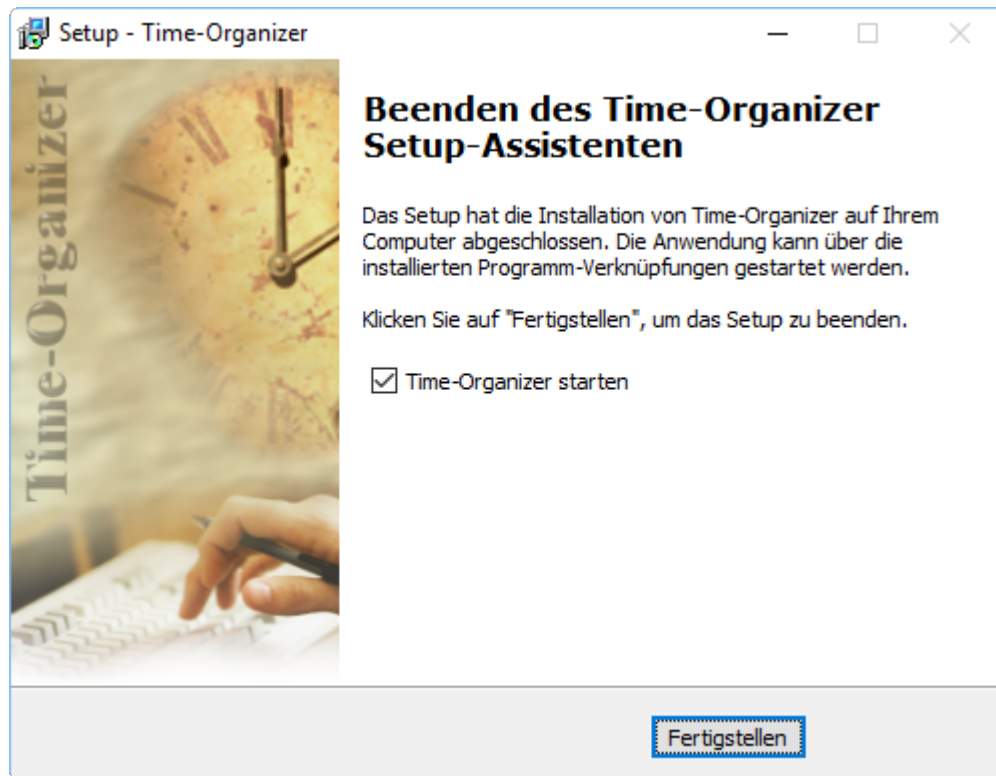 Setup - Time-Organizer
Time-Organizer
Beenden des Time-Organizer
Setup-Assistenten
Das Setup hat die Installation von Time-Organizer auf Ihrem
Computer abgeschlossen. Die Anwendung kann über die
installierten Programm-Verknüpfungen gestartet werden.
Klicken Sie auf "Fertigstellen", um das Setup zu beenden.
Time-Organizer starten
Fertigstellen